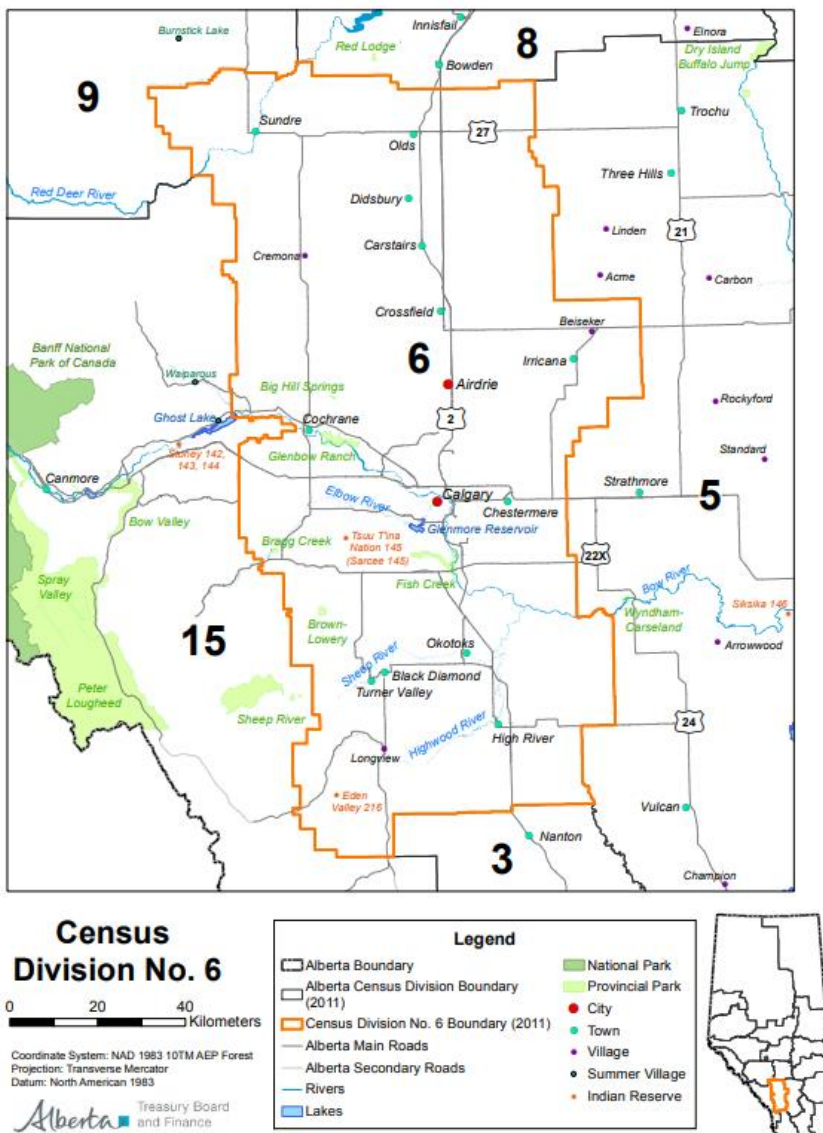 Burnstick Lake
Innisfail
Elnora
8
Red Lodge
Dry Island
Buffalo Jump
Bowden
9
Trochu
Sundre
27
Olds
Three Hills
Red Deer River
Didsbury
Linden
21
Carstairs
Cremona
Acme
Carbon
Crossfield
Beiseker
Banff National
Park of Canada
6
Irricana
Waiparous
Big Hill Springs
Airdrie
Rockyford
Ghost Lake
Cochrane
2
Stoney 142,
143, 144
Glenbow Ranch
Standard
Canmore
Strathmore
5
Elbow River
Calgary
Chestermere
Bow Valley
Glenmore Reservoir
Tsuu T'ina
Nation 145
(Sarcee 145)
Bragg Creek
22X
Fish Creek
Bow River
Spray
Valley
Siksika 146
Wyndham-
Carseland
15
Brown-
Lowery
Okotoks
Arrowwood
Sheep River
Black Diamond
Turner Valley
Peter
Lougheed
Sheep River
Highwood River
High River
24
Longview
Eden
Valley 216
Vulcan
Nanton
3
Champion
Census
Division No. 6
0 20 40
Kilometers
Coordinate System: NAD 1983 10TM AEP Forest
Projection: Transverse Mercator
Datum: North American 1983
Alberta Treasury Board
and Finance
Legend
Alberta Boundary
Alberta Census Division Boundary
(2011)
Census Division No. 6 Boundary (2011)
Alberta Main Roads
Alberta Secondary Roads
Rivers
Lakes
National Park
Provincial Park
City
Town
Village
Summer Village
Indian Reserve